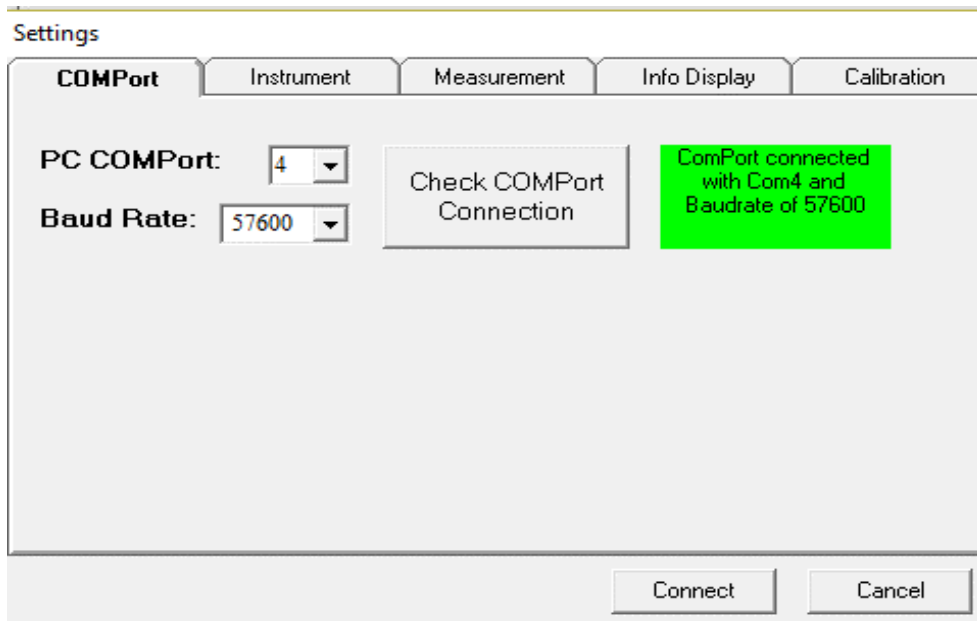 Settings
COMPort
Instrument
Measurement
Info Display
Calibration
PC COMPort:
4
Check COMPort
Connection
ComPort connected
with Com4 and
Baudrate of 57600
Baud Rate:
57600
Connect
Cancel